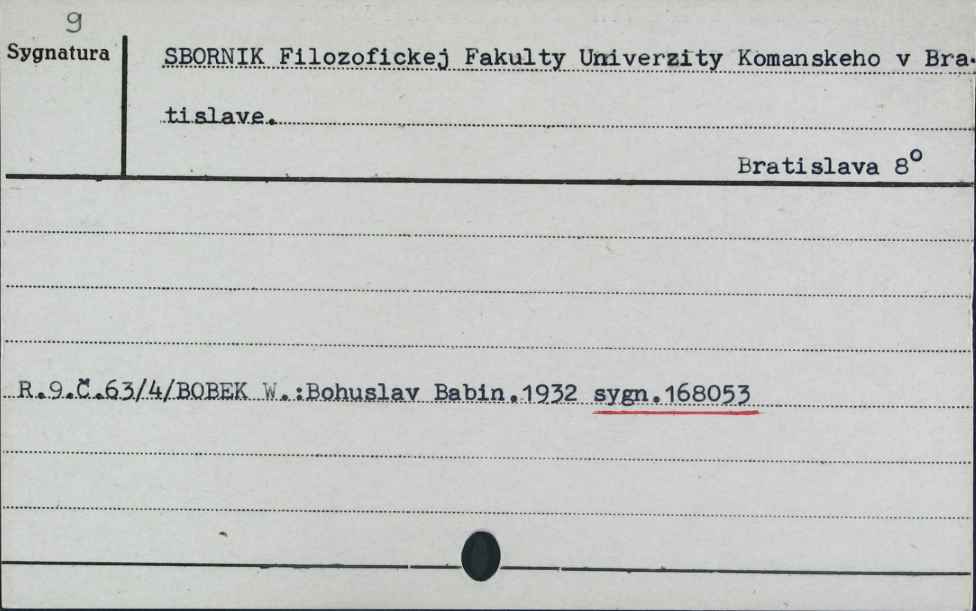 9
Sygnatura
SBORNIK Filozofickej Fakulty Univerzity Komanskeho v Bra-
tislave.
Bratislava 8°
R.9.Č.63/4/BOBEK W.:Bohuslav Babin.1932 sygn.168053